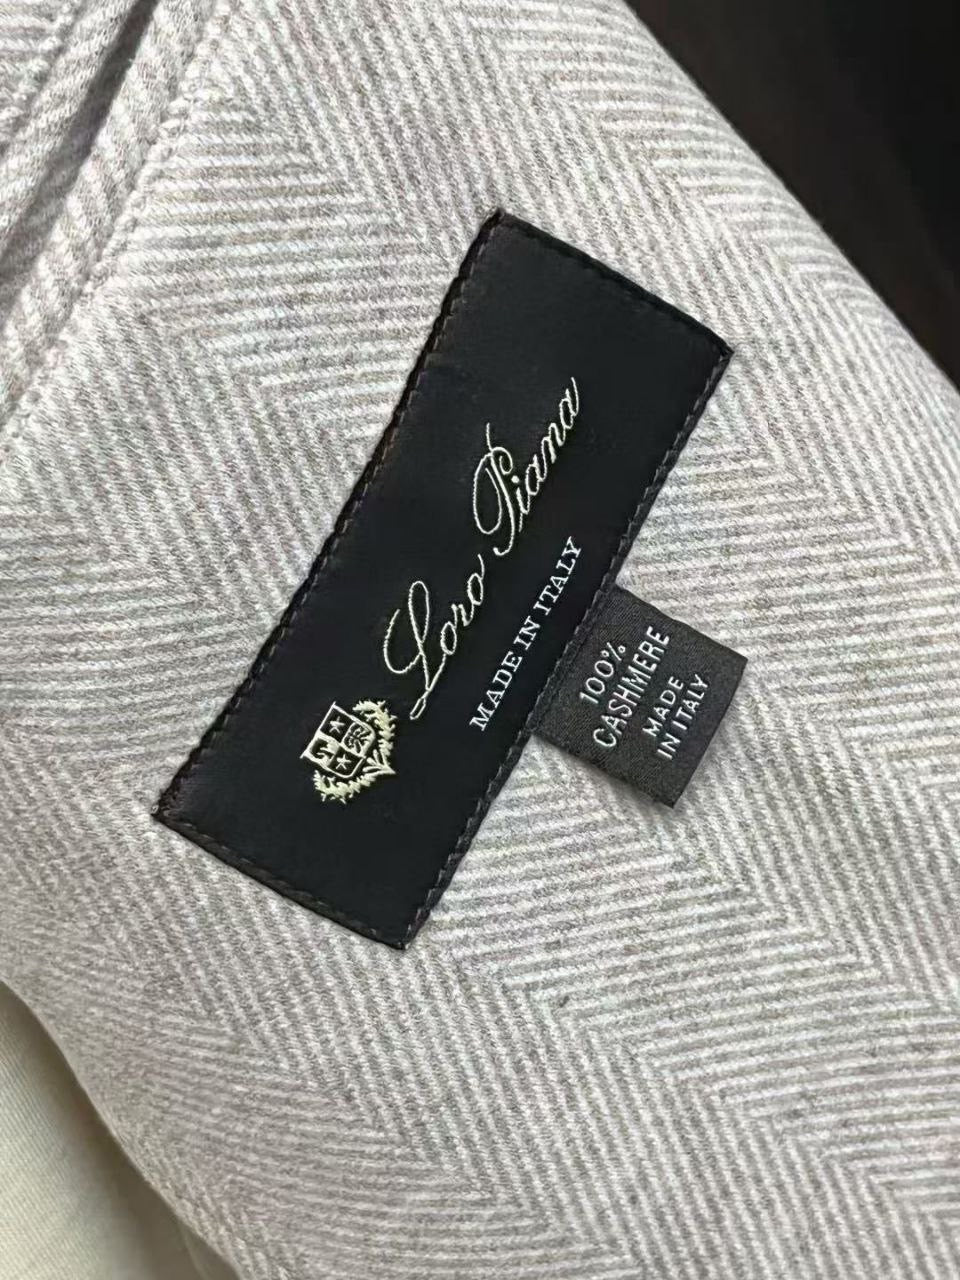 Loro Piana
MADE IN ITALY
100%
CASHMERE
MADE
IN ITALY